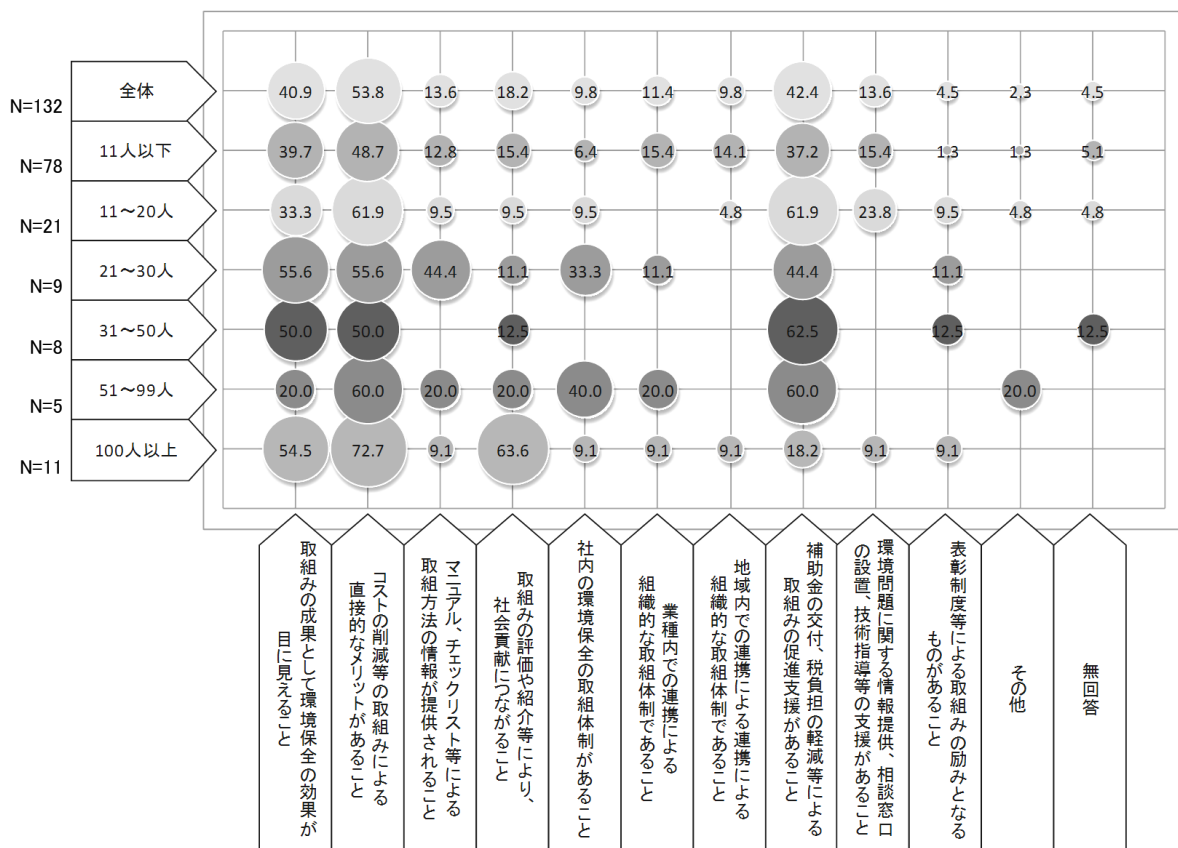 全体
N=132
40.9 53.8 13.6 18.2 9.8 11.4 9.8 42.4 13.6 4.5 2.3 4.5
11人以下
N=78
39.7 48.7 12.8 15.4 6.4 15.4 14.1 37.2 15.4 1.3 1.3 5.1
11～20人
N=21
33.3 61.9 9.5 9.5 9.5 4.8 61.9 23.8 9.5 4.8 4.8
21～30人
N=9
55.6 55.6 44.4 11.1 33.3 11.1 44.4 11.1
31～50人
N=8
50.0 50.0 12.5 62.5 12.5 12.5
51～99人
N=5
20.0 60.0 20.0 20.0 40.0 20.0 60.0 20.0
100人以上
N=11
54.5 72.7 9.1 63.6 9.1 9.1 9.1 18.2 9.1 9.1
取組みの成果として環境保全の効果が
目に見えること
コストの削減等の取組みによる
直接的なメリットがあること
マニュアル、チェックリスト等による
取組方法の情報が提供されること
取組みの評価や紹介等により、
社会貢献につながること
社内の環境保全の取組体制があること
業種内での連携による
組織的な取組体制であること
地域内での連携による連携による
組織的な取組体制であること
補助金の交付、税負担の軽減等による
取組みの促進支援があること
環境問題に関する情報提供、相談窓口
の設置、技術指導等の支援があること
表彰制度等による取組みの励みとなる
ものがあること
その他
無回答